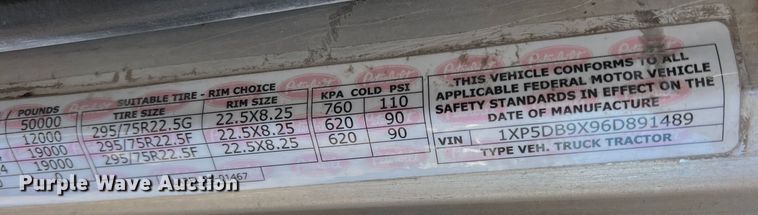 POUNDS
SUITABLE TIRE - RIM CHOICE
TIRE SIZE RIM SIZE
KPA COLD PSI
50000
12000 295/75R22.5G 22.5X8.25 760 110
19000 295/75R22.5F 22.5X8.25 620 90
19000 295/75R22.5F 22.5X8.25 620 90
0
THIS VEHICLE CONFORMS TO ALL
APPLICABLE FEDERAL MOTOR VEHICLE
SAFETY STANDARDS IN EFFECT ON THE
DATE OF MANUFACTURE
VIN 1XP5DB9X96D891489
TYPE VEH. TRUCK TRACTOR
Purple Wave Auction